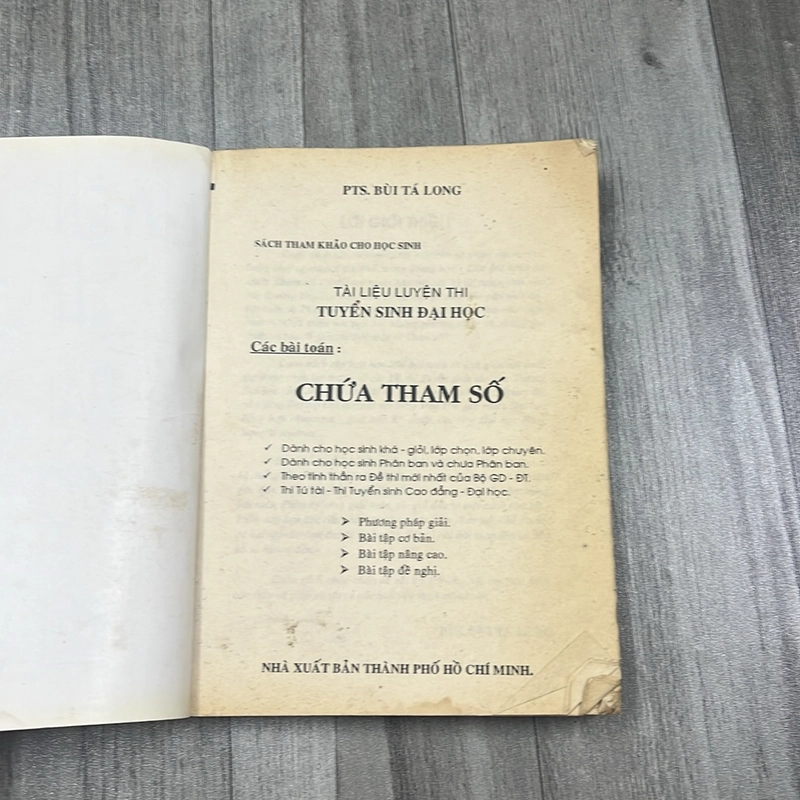 PTS. BÙI TÁ LONG
SÁCH THAM KHẢO CHO HỌC SINH
TÀI LIỆU LUYỆN THI
TUYỂN SINH ĐẠI HỌC
Các bài toán :
CHỨA THAM SỐ
✓ Dành cho học sinh khá - giỏi, lớp chọn, lớp chuyên.
✓ Dành cho học sinh Phân ban và chưa Phân ban.
✓ Theo tinh thần ra Đề thi mới nhất của Bộ GD - ĐT.
✓ Thi Tú tài - Thi Tuyển sinh Cao đẳng - Đại học.
➤ Phương pháp giải.
➤ Bài tập cơ bản.
➤ Bài tập nâng cao.
➤ Bài tập đề nghị.
NHÀ XUẤT BẢN THÀNH PHỐ HỒ CHÍ MINH.